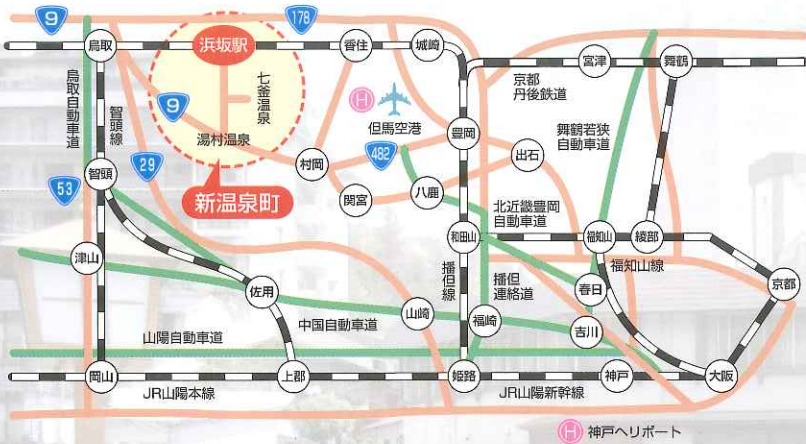 9
178
鳥取
浜坂駅
香住
城崎
宮津
舞鶴
京都
丹後鉄道
鳥取自動車道
智頭線
9
七釜温泉
H
但馬空港
湯村温泉
豊岡
舞鶴若狭
自動車道
482
出石
村岡
智頭
29
53
新温泉町
関宮
八鹿
北近畿豊岡
自動車道
和田山
福知山
綾部
福知山線
津山
播但線
播但
連絡道
春日
京都
佐用
山崎
福崎
吉川
中国自動車道
山陽自動車道
岡山
上郡
姫路
神戸
大阪
JR山陽本線
JR山陽新幹線
H 神戸ヘリポート